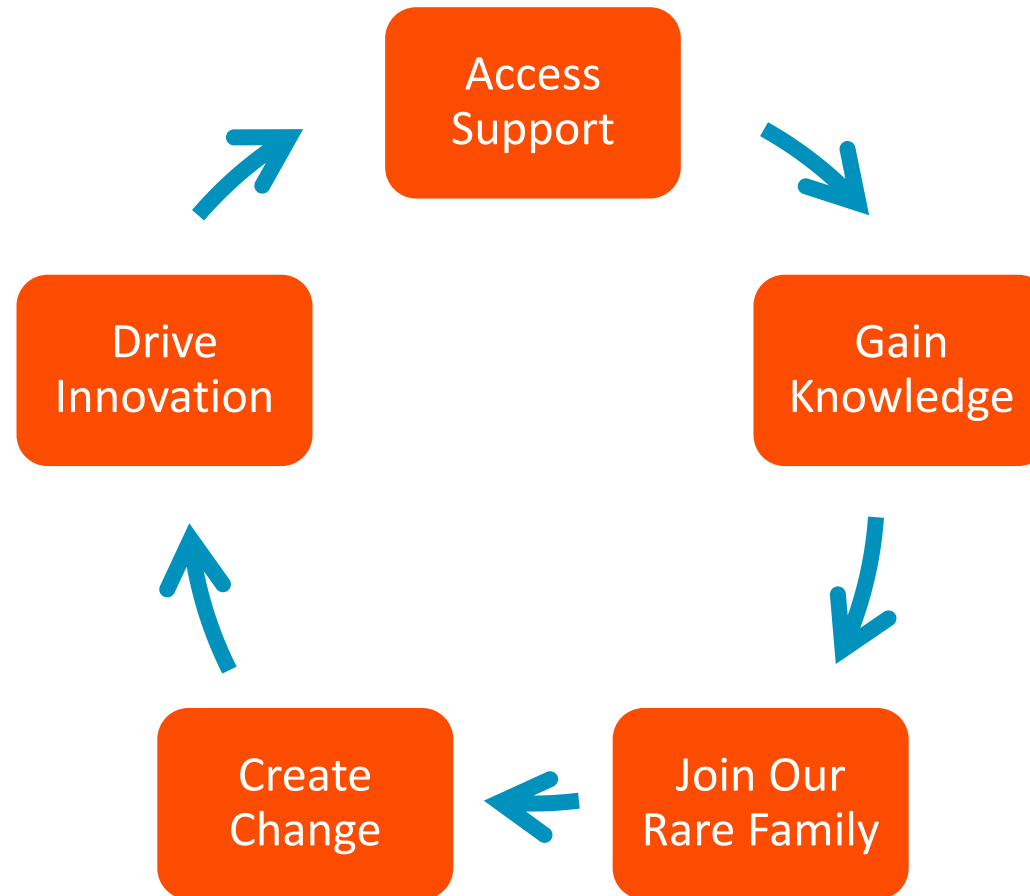 Access
Support
Gain
Knowledge
Join Our
Rare Family
Create
Change
Drive
Innovation